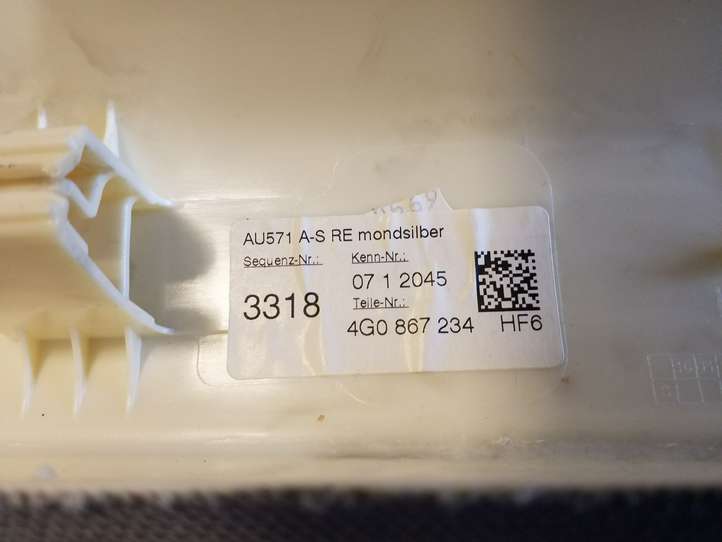 AU571 A-S RE mondsilber
Sequenz-Nr.: Kenn-Nr.:
07 1 2045
3318
Teile-Nr.:
4G0 867 234 HF6